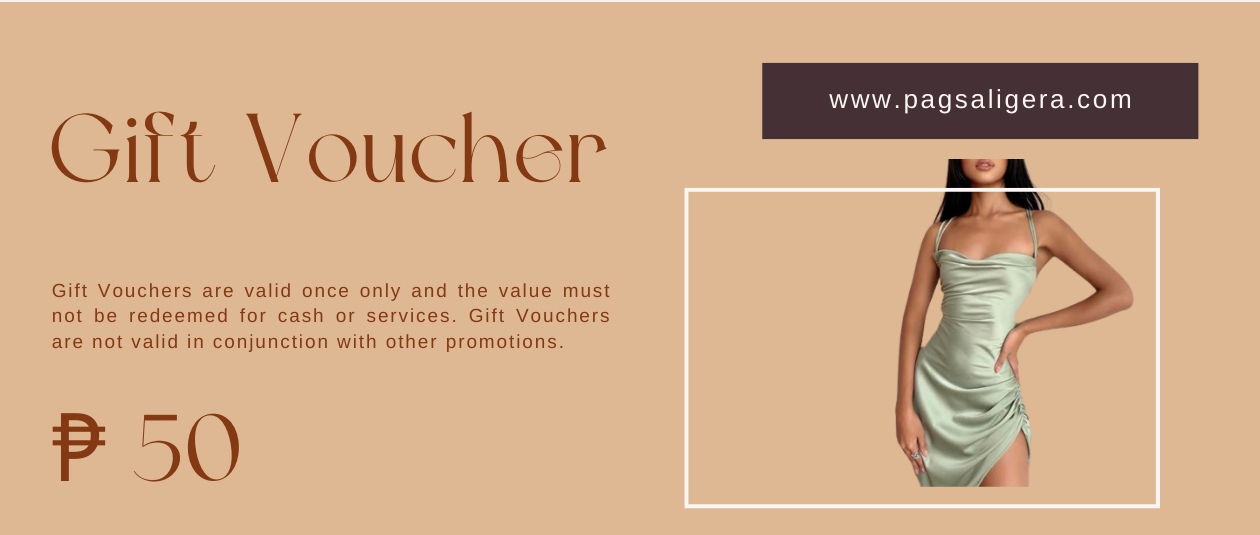 www.pagsaligera.com
Gift Voucher
Gift Vouchers are valid once only and the value must
not be redeemed for cash or services. Gift Vouchers
are not valid in conjunction with other promotions.
₱ 50